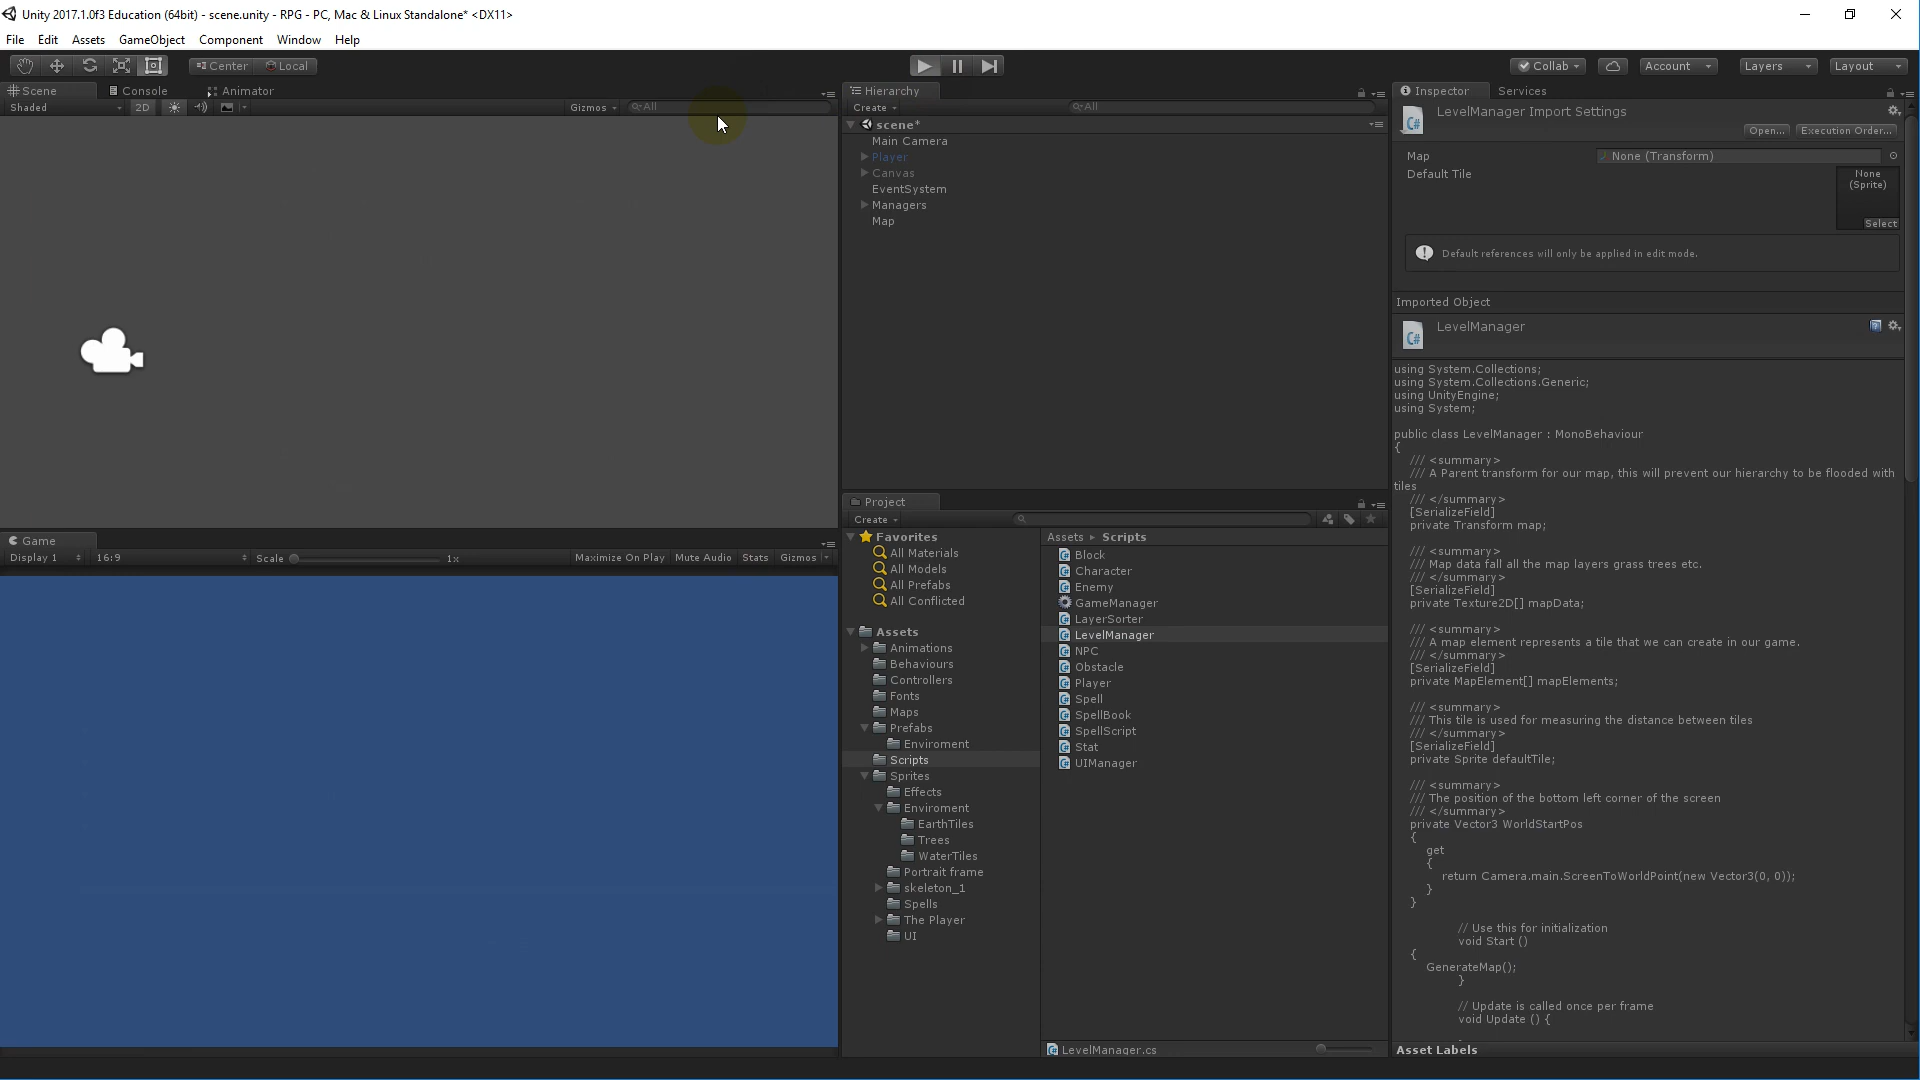 Unity 2017.1.0f3 Education (64bit) - scene.unity - RPG - PC, Mac & Linux Standalone* <DX11>
File Edit Assets GameObject Component Window Help
Center Local
Collab Account Layers Layout
Scene Console Animator
Shaded 2D Gizmos All
Hierarchy
Create All
scene*
Main Camera
Player
Canvas
EventSystem
Managers
Map
Game
Display 1 16:9 Scale 1x Maximize On Play Mute Audio Stats Gizmos
Project
Create
Favorites
All Materials
All Models
All Prefabs
All Conflicted
Assets
Animations
Behaviours
Controllers
Fonts
Maps
Prefabs
Enviroment
Scripts
Sprites
Effects
Enviroment
EarthTiles
Trees
WaterTiles
Portrait frame
skeleton_1
Spells
The Player
UI
Assets Scripts
Block
Character
Enemy
GameManager
LayerSorter
LevelManager
NPC
Obstacle
Player
Spell
SpellBook
SpellScript
Stat
UIManager
LevelManager.cs
Inspector Services
LevelManager Import Settings
Open... Execution Order...
Map None (Transform)
Default Tile
None
(Sprite)
Select
Default references will only be applied in edit mode.
Imported Object
LevelManager
using System.Collections;
using System.Collections.Generic;
using UnityEngine;
using System;
public class LevelManager : MonoBehaviour
{
/// <summary>
/// A Parent transform for our map, this will prevent our hierarchy to be flooded with
tiles
/// </summary>
[SerializeField]
private Transform map;
/// <summary>
/// Map data fall all the map layers grass trees etc.
/// </summary>
[SerializeField]
private Texture2D[] mapData;
/// <summary>
/// A map element represents a tile that we can create in our game.
/// </summary>
[SerializeField]
private MapElement[] mapElements;
/// <summary>
/// This tile is used for measuring the distance between tiles
/// </summary>
[SerializeField]
private Sprite defaultTile;
/// <summary>
/// The position of the bottom left corner of the screen
/// </summary>
private Vector3 WorldStartPos
{
get
{
return Camera.main.ScreenToWorldPoint(new Vector3(0, 0));
}
}
// Use this for initialization
void Start ()
{
GenerateMap();
}
// Update is called once per frame
void Update () {
Asset Labels